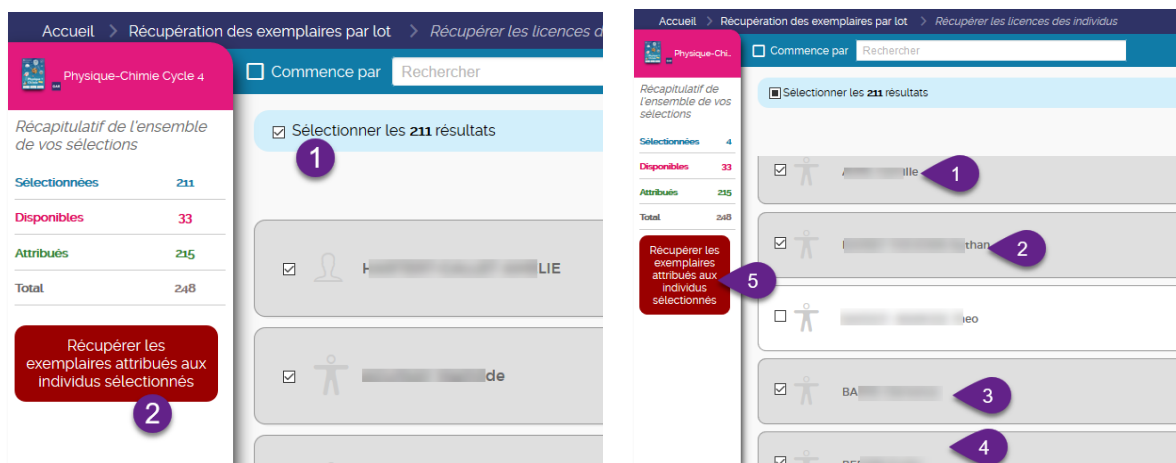 Accueil > Récupération des exemplaires par lot > Récupérer les licences d
Physique-Chimie Cycle 4
Commence par Rechercher
Récapitulatif de l'ensemble
de vos sélections
Sélectionner les 211 résultats
1
Sélectionnées 211
Disponibles 33
Attribués 215
Total 248
LIE
de
Récupérer les
exemplaires attribués aux
individus sélectionnés
2
Accueil > Récupération des exemplaires par lot > Récupérer les licences des individus
Physique-Chi..
Commence par Rechercher
Récapitulatif de
l'ensemble de vos
sélections
Sélectionner les 211 résultats
Sélectionnées 4
Disponibles 33
Attribués 215
Total 248
Récupérer les
exemplaires
attribués aux
individus
sélectionnés
5
ille 1
than 2
eo
BA 3
4